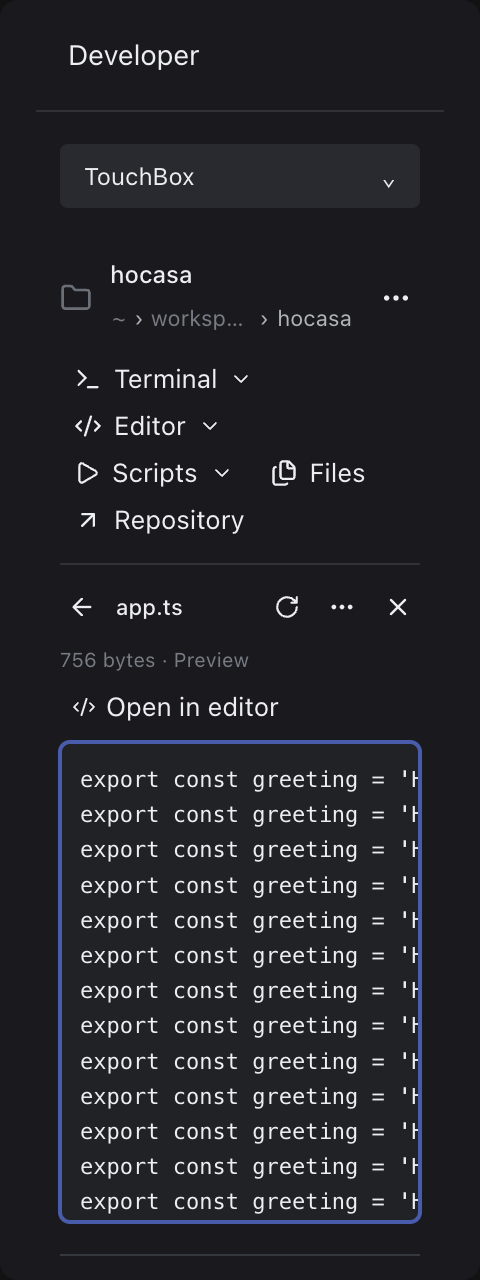 Developer
TouchBox
hocasa
~ › worksp... › hocasa
Terminal
Editor
Scripts Files
Repository
app.ts
756 bytes · Preview
Open in editor
export const greeting = 'H
export const greeting = 'H
export const greeting = 'H
export const greeting = 'H
export const greeting = 'H
export const greeting = 'H
export const greeting = 'H
export const greeting = 'H
export const greeting = 'H
export const greeting = 'H
export const greeting = 'H
export const greeting = 'H
export const greeting = 'H